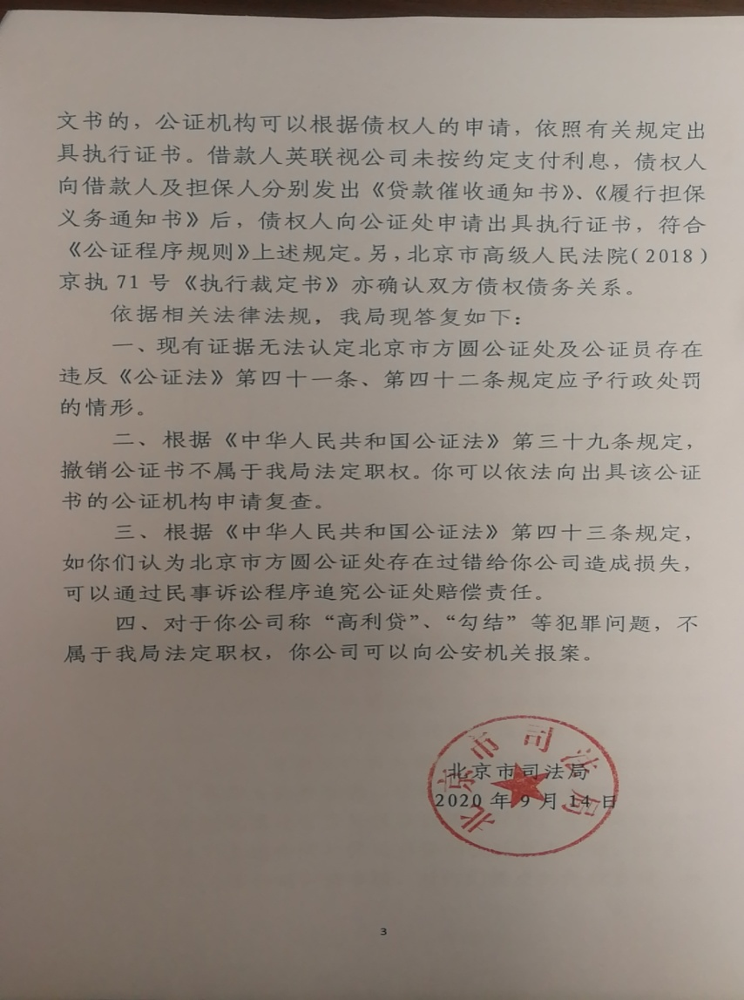 文书的，公证机构可以根据债权人的申请，依照有关规定出
具执行证书。借款人英联视公司未按约定支付利息，债权人
向借款人及担保人分别发出《贷款催收通知书》、《履行担保
义务通知书》后，债权人向公证处申请出具执行证书，符合
《公证程序规则》上述规定。另，北京市高级人民法院（2018）
京执 71 号《执行裁定书》亦确认双方债权债务关系。
依据相关法律法规，我局现答复如下：
一、现有证据无法认定北京市方圆公证处及公证员存在
违反《公证法》第四十一条、第四十二条规定应予行政处罚
的情形。
二、根据《中华人民共和国公证法》第三十九条规定，
撤销公证书不属于我局法定职权。你可以依法向出具该公证
书的公证机构申请复查。
三、根据《中华人民共和国公证法》第四十三条规定，
如你们认为北京市方圆公证处存在过错给你公司造成损失，
可以通过民事诉讼程序追究公证处赔偿责任。
四、对于你公司称“高利贷”、“勾结”等犯罪问题，不
属于我局法定职权，你公司可以向公安机关报案。
北京市司法局
北京市司法局
2020 年 9 月 14 日
3